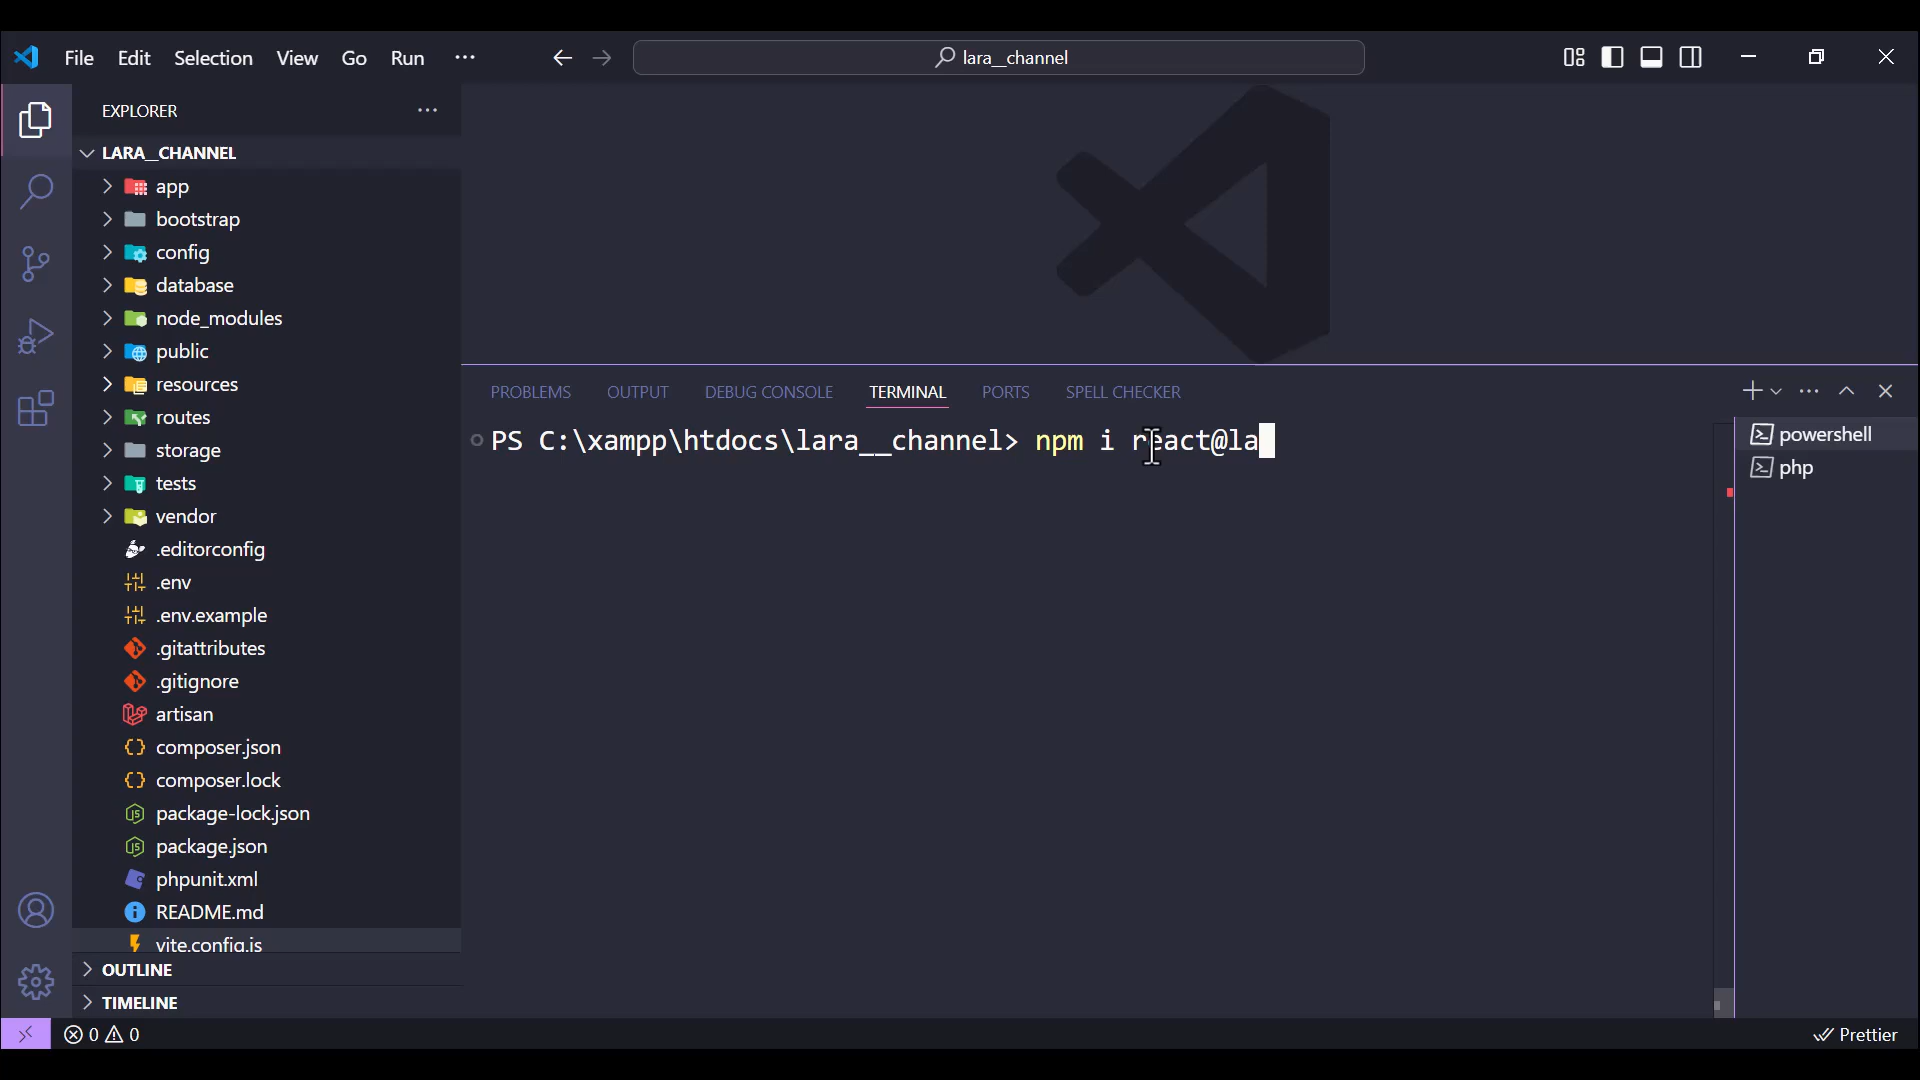 File Edit Selection View Go Run ···
lara__channel
EXPLORER
LARA__CHANNEL
app
bootstrap
config
database
node_modules
public
resources
routes
storage
tests
vendor
.editorconfig
.env
.env.example
.gitattributes
.gitignore
artisan
composer.json
composer.lock
package-lock.json
package.json
phpunit.xml
README.md
vite.config.js
OUTLINE
TIMELINE
PROBLEMS OUTPUT DEBUG CONSOLE TERMINAL PORTS SPELL CHECKER
PS C:\xampp\htdocs\lara__channel> npm i react@la
powershell
php
0 0
Prettier